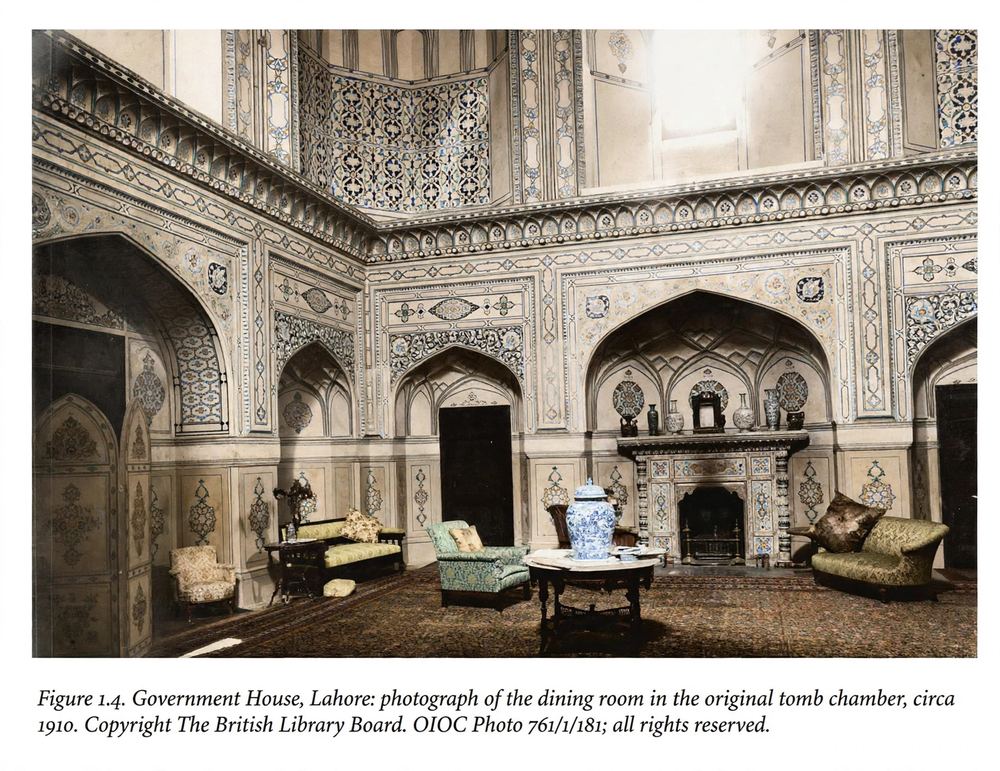 Figure 1.4. Government House, Lahore: photograph of the dining room in the original tomb chamber, circa
1910. Copyright The British Library Board. OIOC Photo 761/1/181; all rights reserved.